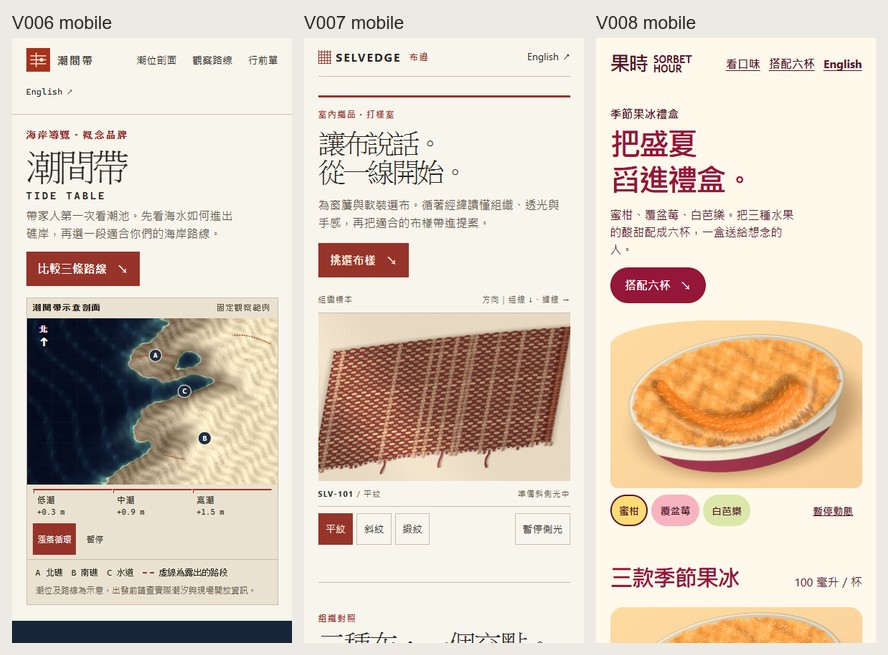 V006 mobile
潮間帶
潮位剖面
觀察路線
行前單
English ↗
海岸導覽・概念品牌
潮間帶
TIDE TABLE
帶家人第一次看潮池。先看海水如何進出
礁岸，再選一段適合你們的海岸路線。
比較三條路線 ↘
潮間帶示意剖面
固定觀察範例
北
A
C
B
低潮
+0.3 m
中潮
+0.9 m
高潮
+1.5 m
漲落循環
暫停
A 北礁 B 南礁 C 水道 虛線為露出的路段
潮位及路線為示意，出發前請查實際潮汐與現場開放資訊。
V007 mobile
SELVEDGE 布邊
English ↗
室內織品・打樣室
讓布說話。
從一線開始。
為窗簾與軟裝選布。循著經緯讀懂組織、透光與
手感，再把適合的布樣帶進提案。
挑選布樣 ↘
組織標本
方向｜經線 ↓・緯線 →
SLV-101 / 平紋
準備斜側光中
平紋
斜紋
緞紋
暫停側光
組織對照
V008 mobile
果時 SORBET
HOUR
看口味
搭配六杯
English
季節果冰禮盒
把盛夏
舀進禮盒。
蜜柑、覆盆莓、白芭樂。把三種水果
的酸甜配成六杯，一盒送給想念的
人。
搭配六杯 ↘
蜜柑
覆盆莓
白芭樂
暫停動態
三款季節果冰
100 毫升 / 杯